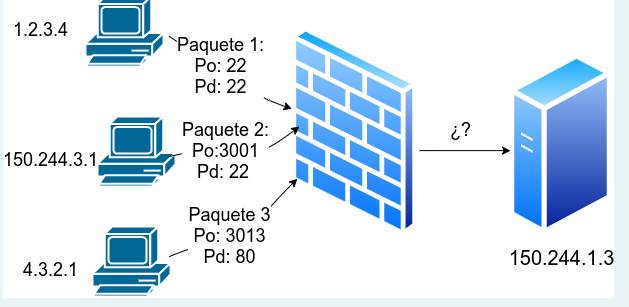 1.2.3.4
Paquete 1:
Po: 22
Pd: 22
¿?
Paquete 2:
150.244.3.1
Po:3001
Pd: 22
Paquete 3
Po: 3013
Pd: 80
4.3.2.1
150.244.1.3